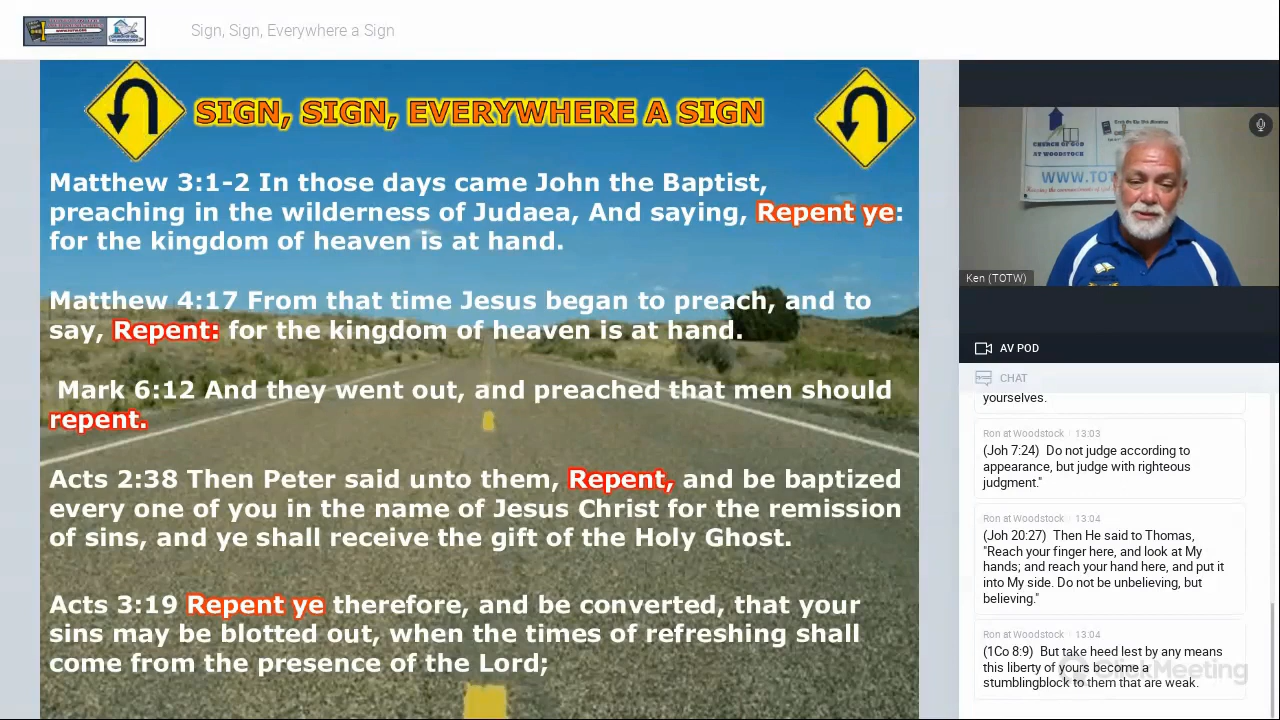 Sign, Sign, Everywhere a Sign
SIGN, SIGN, EVERYWHERE A SIGN
Matthew 3:1-2 In those days came John the Baptist,
preaching in the wilderness of Judaea, And saying, Repent ye:
for the kingdom of heaven is at hand.
Matthew 4:17 From that time Jesus began to preach, and to
say, Repent: for the kingdom of heaven is at hand.
Mark 6:12 And they went out, and preached that men should
repent.
Acts 2:38 Then Peter said unto them, Repent, and be baptized
every one of you in the name of Jesus Christ for the remission
of sins, and ye shall receive the gift of the Holy Ghost.
Acts 3:19 Repent ye therefore, and be converted, that your
sins may be blotted out, when the times of refreshing shall
come from the presence of the Lord;
CHURCH OF GOD
AT WOODSTOCK
WWW.TOT
Ken (TOTW)
AV POD
CHAT
yourselves.
Ron at Woodstock 13:03
(Joh 7:24) Do not judge according to
appearance, but judge with righteous
judgment."
Ron at Woodstock 13:04
(Joh 20:27) Then He said to Thomas,
"Reach your finger here, and look at My
hands; and reach your hand here, and put it
into My side. Do not be unbelieving, but
believing."
Ron at Woodstock 13:04
(1Co 8:9) But take heed lest by any means
this liberty of yours become a
stumblingblock to them that are weak.
ClickMeeting